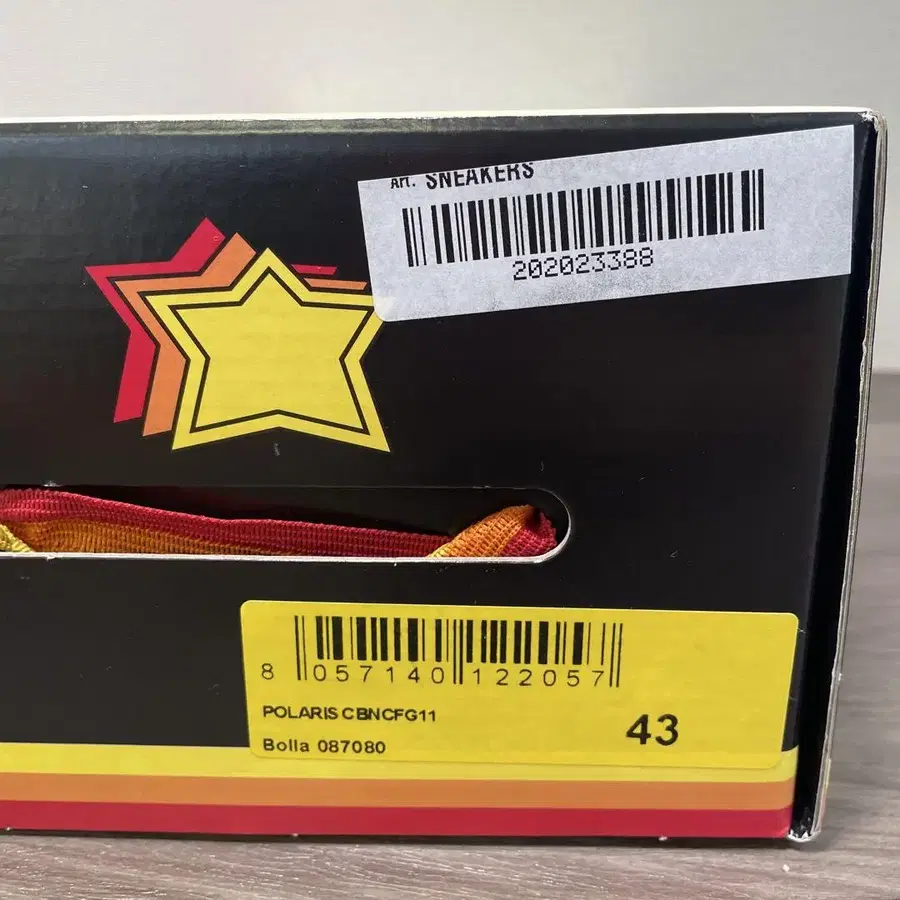 Art. SNEAKERS
202023388
8 057140 122057
POLARIS CBNCFG11
Bolla 087080
43